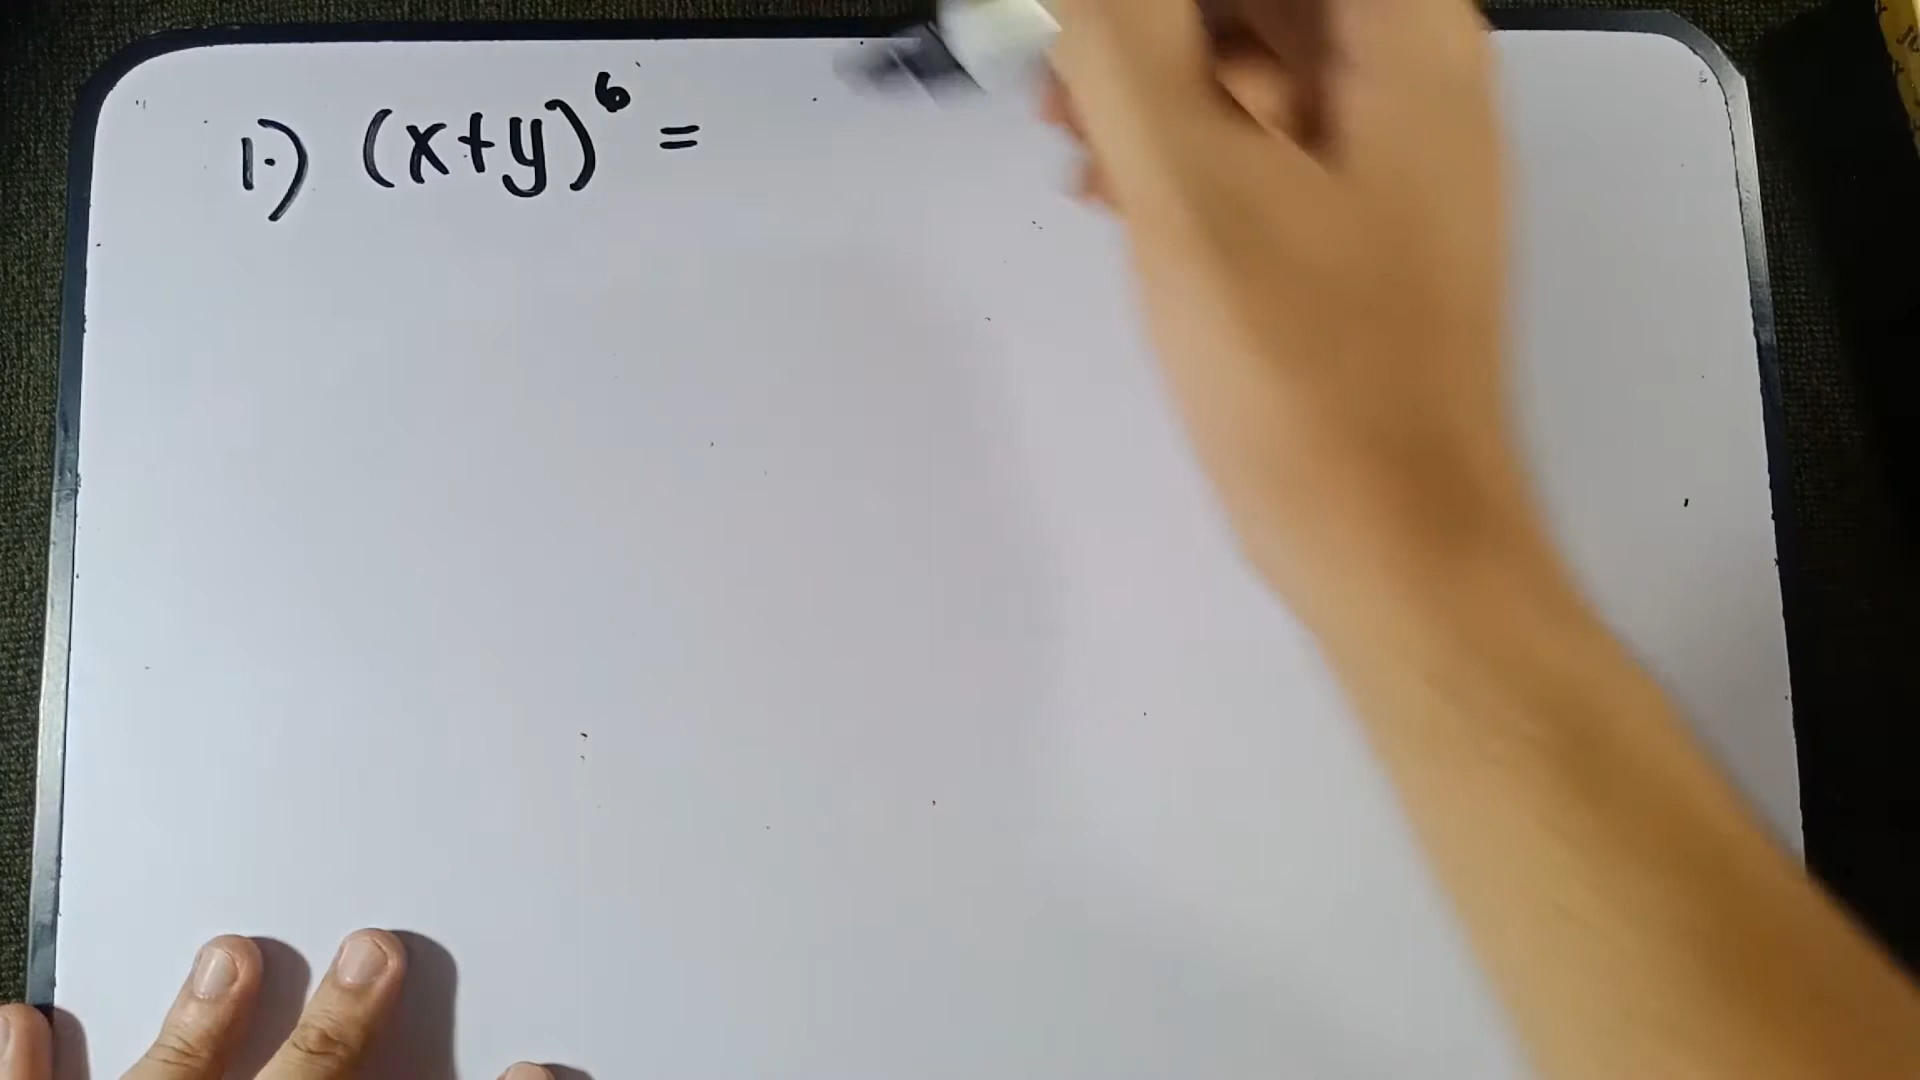 1.) (x+y)⁶ =